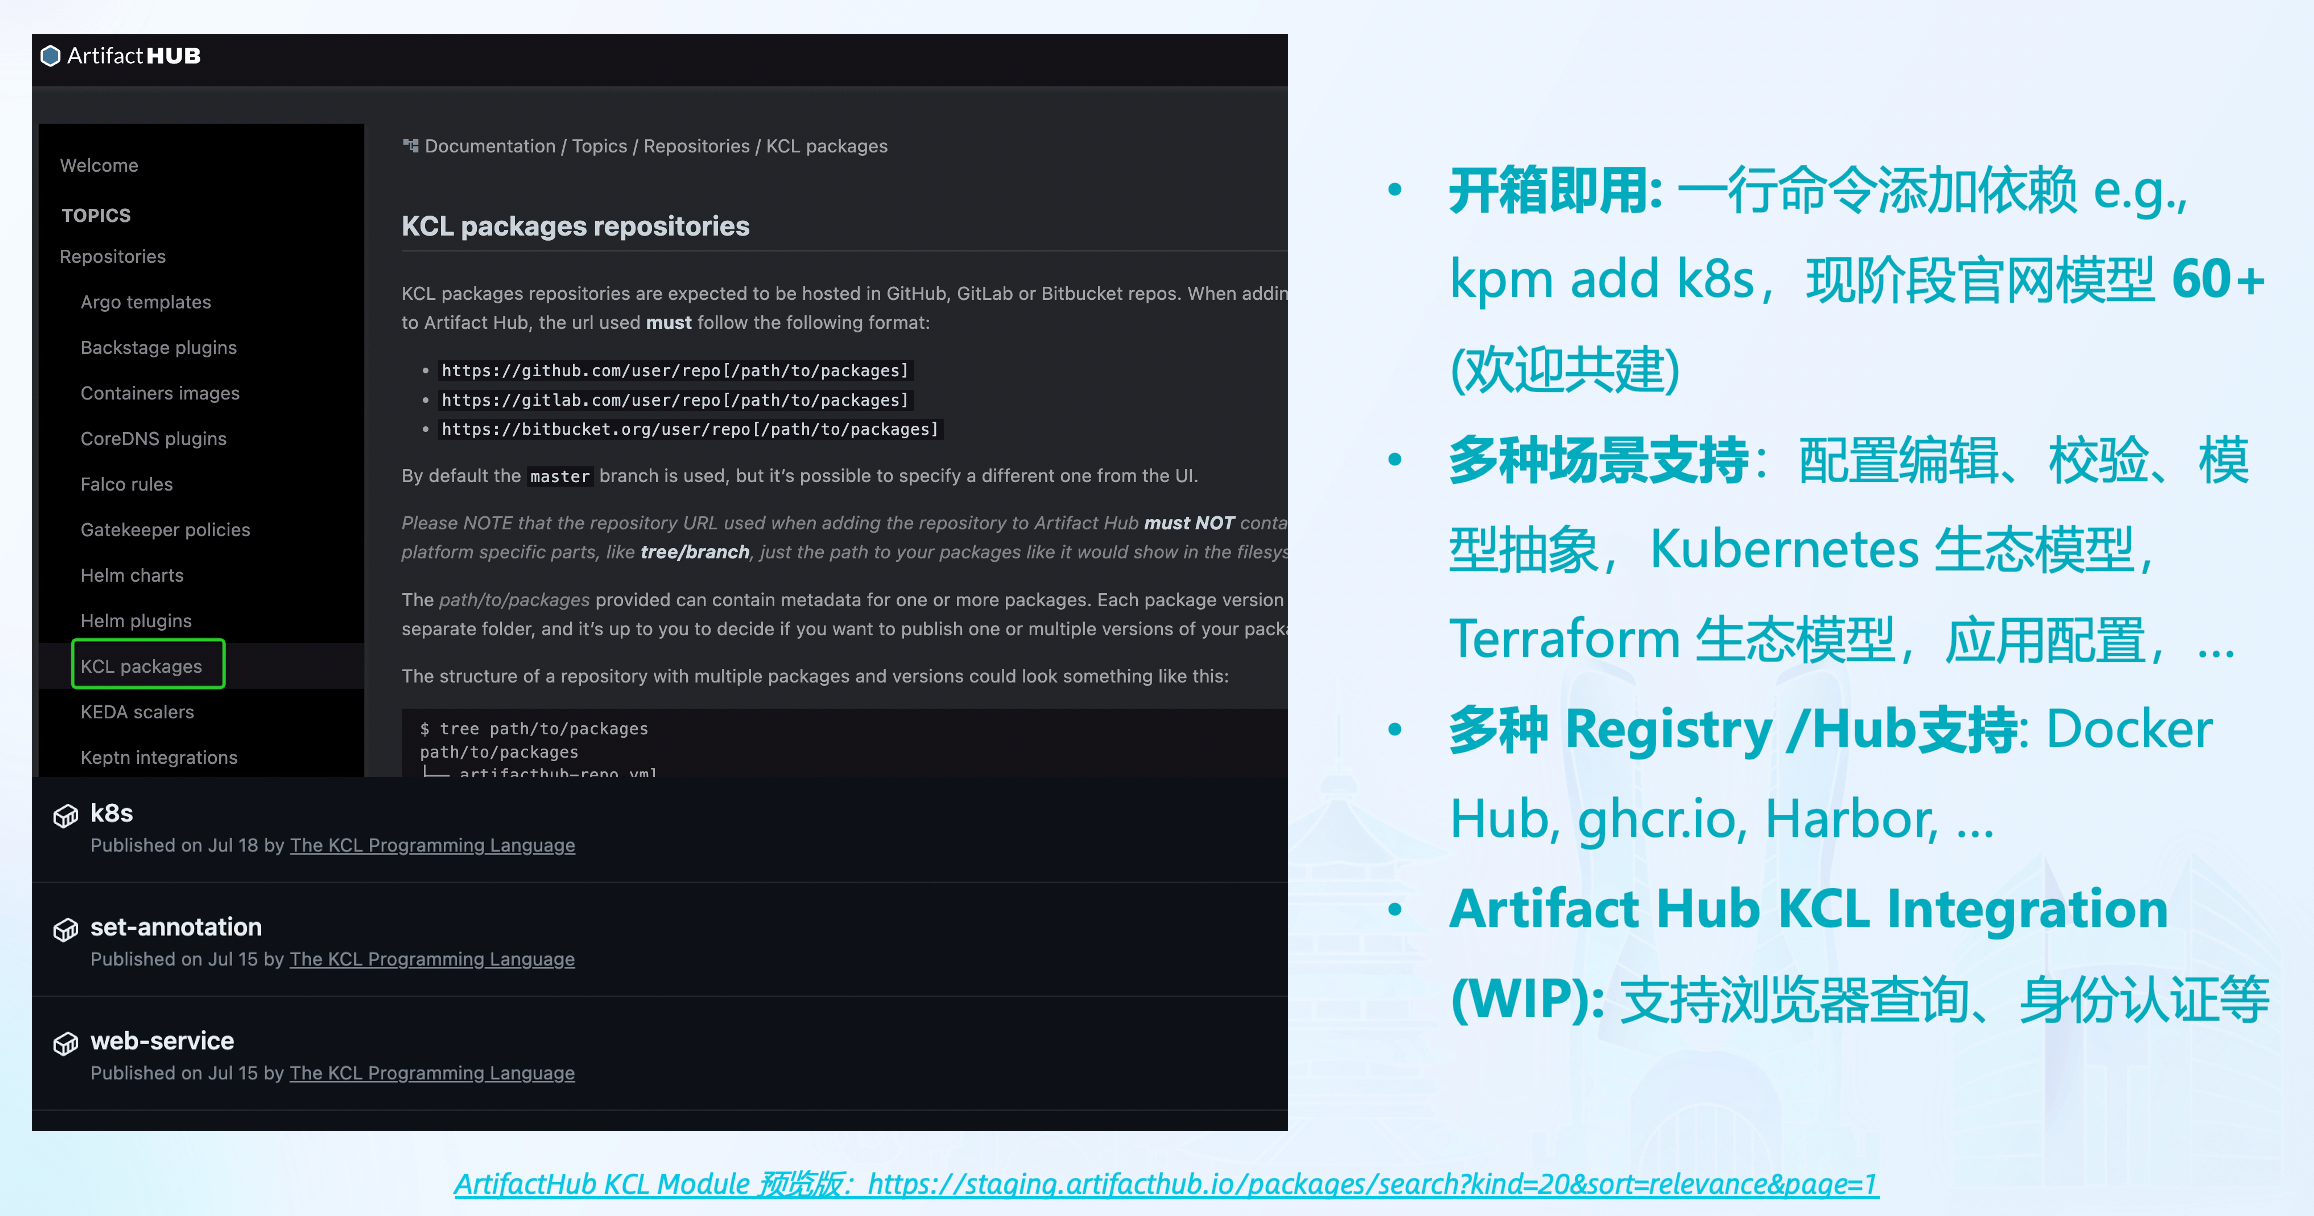 ArtifactHUB
Welcome
TOPICS
Repositories
Argo templates
Backstage plugins
Containers images
CoreDNS plugins
Falco rules
Gatekeeper policies
Helm charts
Helm plugins
KCL packages
KEDA scalers
Keptn integrations
Documentation / Topics / Repositories / KCL packages
KCL packages repositories
KCL packages repositories are expected to be hosted in GitHub, GitLab or Bitbucket repos. When addin
to Artifact Hub, the url used must follow the following format:
• https://github.com/user/repo[/path/to/packages]
• https://gitlab.com/user/repo[/path/to/packages]
• https://bitbucket.org/user/repo[/path/to/packages]
By default the master branch is used, but it’s possible to specify a different one from the UI.
Please NOTE that the repository URL used when adding the repository to Artifact Hub must NOT conta
platform specific parts, like tree/branch, just the path to your packages like it would show in the filesys
The path/to/packages provided can contain metadata for one or more packages. Each package version
separate folder, and it’s up to you to decide if you want to publish one or multiple versions of your packa
The structure of a repository with multiple packages and versions could look something like this:
$ tree path/to/packages
path/to/packages
├── artifacthub-repo.yml
k8s
Published on Jul 18 by The KCL Programming Language
set-annotation
Published on Jul 15 by The KCL Programming Language
web-service
Published on Jul 15 by The KCL Programming Language
• 开箱即用: 一行命令添加依赖 e.g.,
kpm add k8s，现阶段官网模型 60+
(欢迎共建)
• 多种场景支持：配置编辑、校验、模
型抽象，Kubernetes 生态模型，
Terraform 生态模型，应用配置，...
• 多种 Registry /Hub支持: Docker
Hub, ghcr.io, Harbor, ...
• Artifact Hub KCL Integration
(WIP): 支持浏览器查询、身份认证等
ArtifactHub KCL Module 预览版：https://staging.artifacthub.io/packages/search?kind=20&sort=relevance&page=1